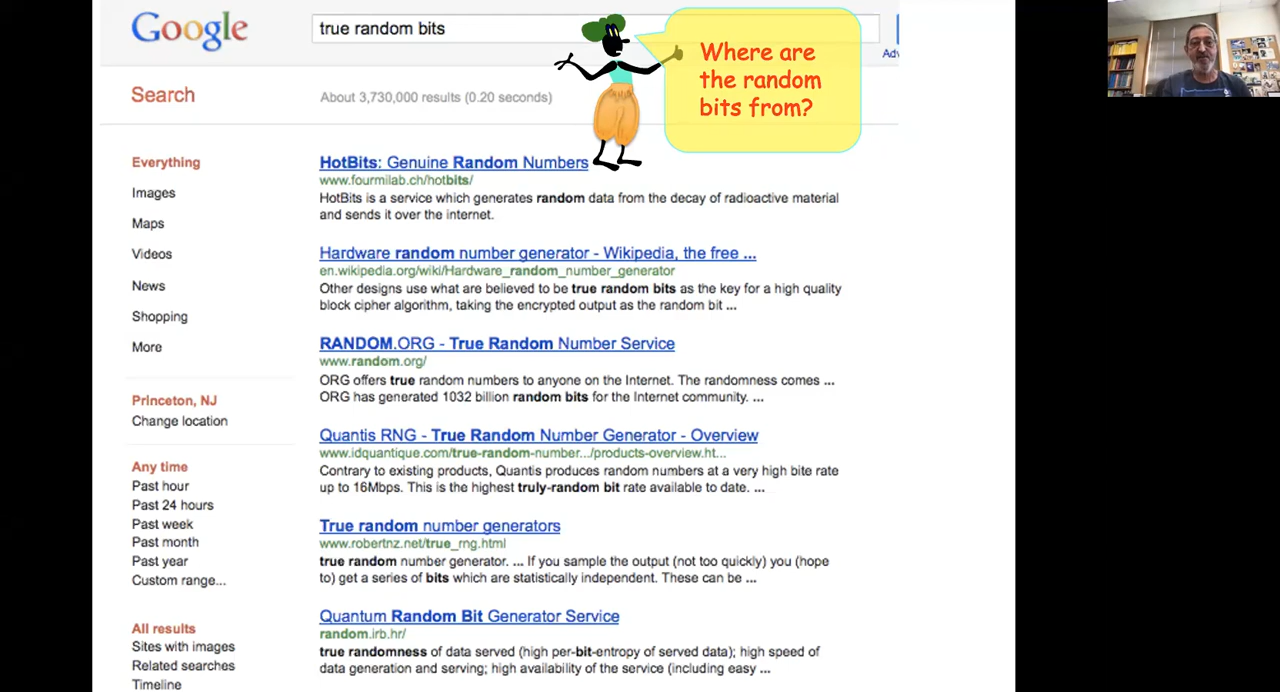 Google
true random bits
Where are
the random
bits from?
Adv
Search
About 3,730,000 results (0.20 seconds)
Everything
Images
Maps
Videos
News
Shopping
More
Princeton, NJ
Change location
Any time
Past hour
Past 24 hours
Past week
Past month
Past year
Custom range...
All results
Sites with images
Related searches
Timeline
HotBits: Genuine Random Numbers
www.fourmilab.ch/hotbits/
HotBits is a service which generates random data from the decay of radioactive material
and sends it over the internet.
Hardware random number generator - Wikipedia, the free ...
en.wikipedia.org/wiki/Hardware_random_number_generator
Other designs use what are believed to be true random bits as the key for a high quality
block cipher algorithm, taking the encrypted output as the random bit ...
RANDOM.ORG - True Random Number Service
www.random.org/
ORG offers true random numbers to anyone on the Internet. The randomness comes ...
ORG has generated 1032 billion random bits for the Internet community. ...
Quantis RNG - True Random Number Generator - Overview
www.idquantique.com/true-random-number.../products-overview.ht...
Contrary to existing products, Quantis produces random numbers at a very high bite rate
up to 16Mbps. This is the highest truly-random bit rate available to date. ...
True random number generators
www.robertnz.net/true_rng.html
true random number generator. ... If you sample the output (not too quickly) you (hope
to) get a series of bits which are statistically independent. These can be ...
Quantum Random Bit Generator Service
random.irb.hr/
true randomness of data served (high per-bit-entropy of served data); high speed of
data generation and serving; high availability of the service (including easy ...